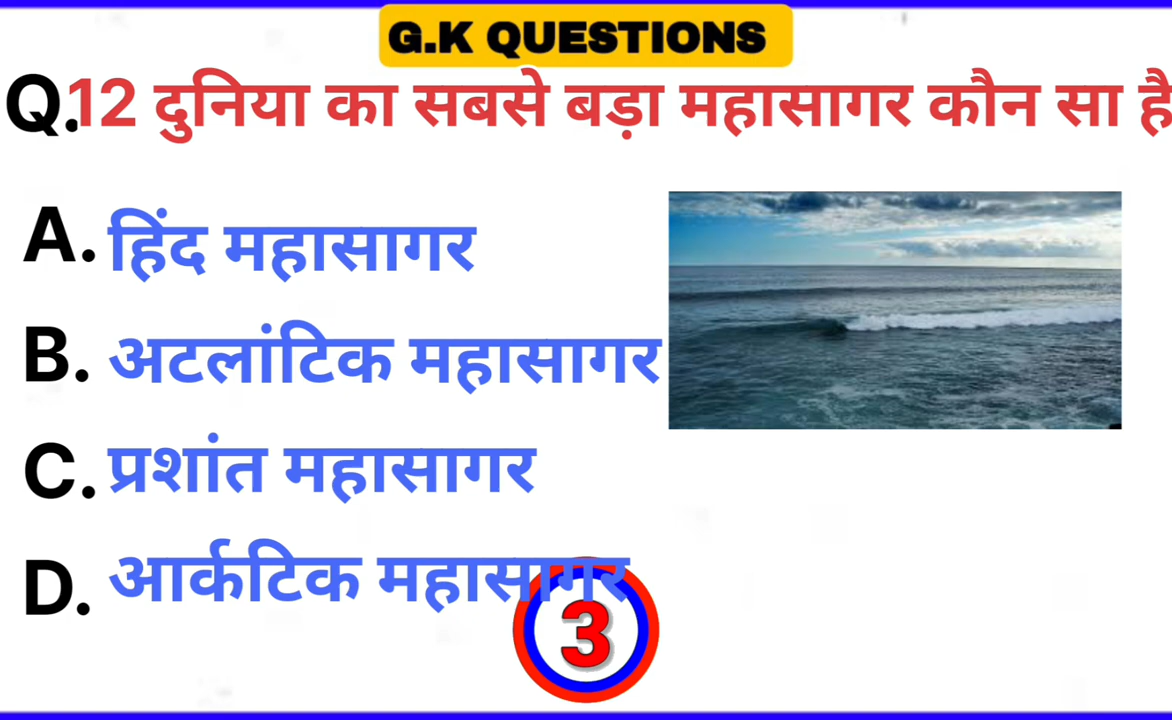 G.K QUESTIONS
Q.12 दुनिया का सबसे बड़ा महासागर कौन सा है
A. हिंद महासागर
B. अटलांटिक महासागर
C. प्रशांत महासागर
D. आर्कटिक महासागर
3